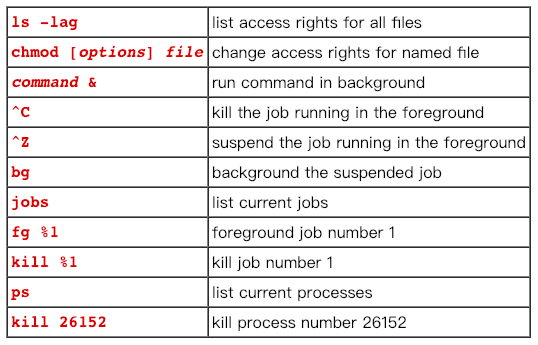 ls -lag list access rights for all files
chmod [options] file change access rights for named file
command & run command in background
^C kill the job running in the foreground
^Z suspend the job running in the foreground
bg background the suspended job
jobs list current jobs
fg %1 foreground job number 1
kill %1 kill job number 1
ps list current processes
kill 26152 kill process number 26152